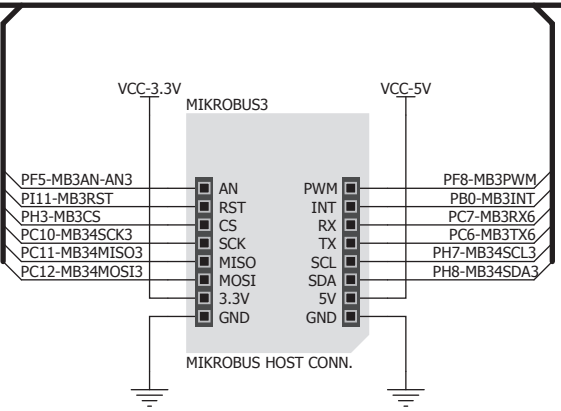 VCC-3.3V
VCC-5V
MIKROBUS3
PF5-MB3AN-AN3 AN PWM PF8-MB3PWM
PI11-MB3RST RST INT PB0-MB3INT
PH3-MB3CS CS RX PC7-MB3RX6
PC10-MB34SCK3 SCK TX PC6-MB3TX6
PC11-MB34MISO3 MISO SCL PH7-MB34SCL3
PC12-MB34MOSI3 MOSI SDA PH8-MB34SDA3
3.3V 5V
GND GND
MIKROBUS HOST CONN.